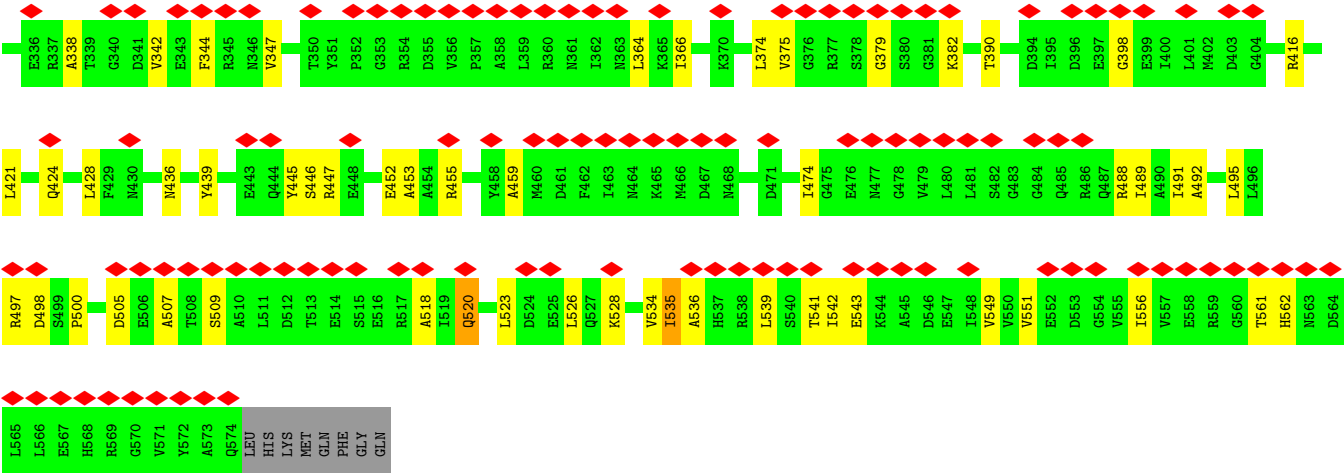 E336 R337 A338 T339 G340 D341 V342 E343 F344 R345 N346 V347 T350 Y351 P352 G353 R354 D355 V356 P357 A358 L359 R360 N361 I362 N363 L364 K365 I366 K370 L374 V375 G376 R377 S378 G379 S380 G381 K382 T390 D394 I395 D396 E397 G398 E399 I400 L401 M402 D403 G404 R416
L421 Q424 L428 F429 N430 N436 Y439 E443 Q444 Y445 S446 R447 E448 E452 A453 A454 R455 Y458 A459 M460 D461 F462 I463 N464 K465 M466 D467 N468 D471 I474 G475 E476 N477 G478 V479 L480 L481 S482 G483 G484 Q485 R486 Q487 R488 I489 A490 I491 A492 L495 L496
R497 D498 S499 P500 D505 E506 A507 T508 S509 A510 L511 D512 T513 E514 S515 E516 R517 A518 I519 Q520 L523 D524 E525 L526 Q527 K528 V534 I535 A536 H537 R538 L539 S540 T541 I542 E543 K544 A545 D546 E547 I548 V549 V550 V551 E552 D553 G554 V555 I556 V557 E558 R559 G560 T561 H562 N563 D564
L565 L566 E567 H568 R569 G570 V571 Y572 A573 Q574 LEU HIS LYS MET GLN PHE GLY GLN